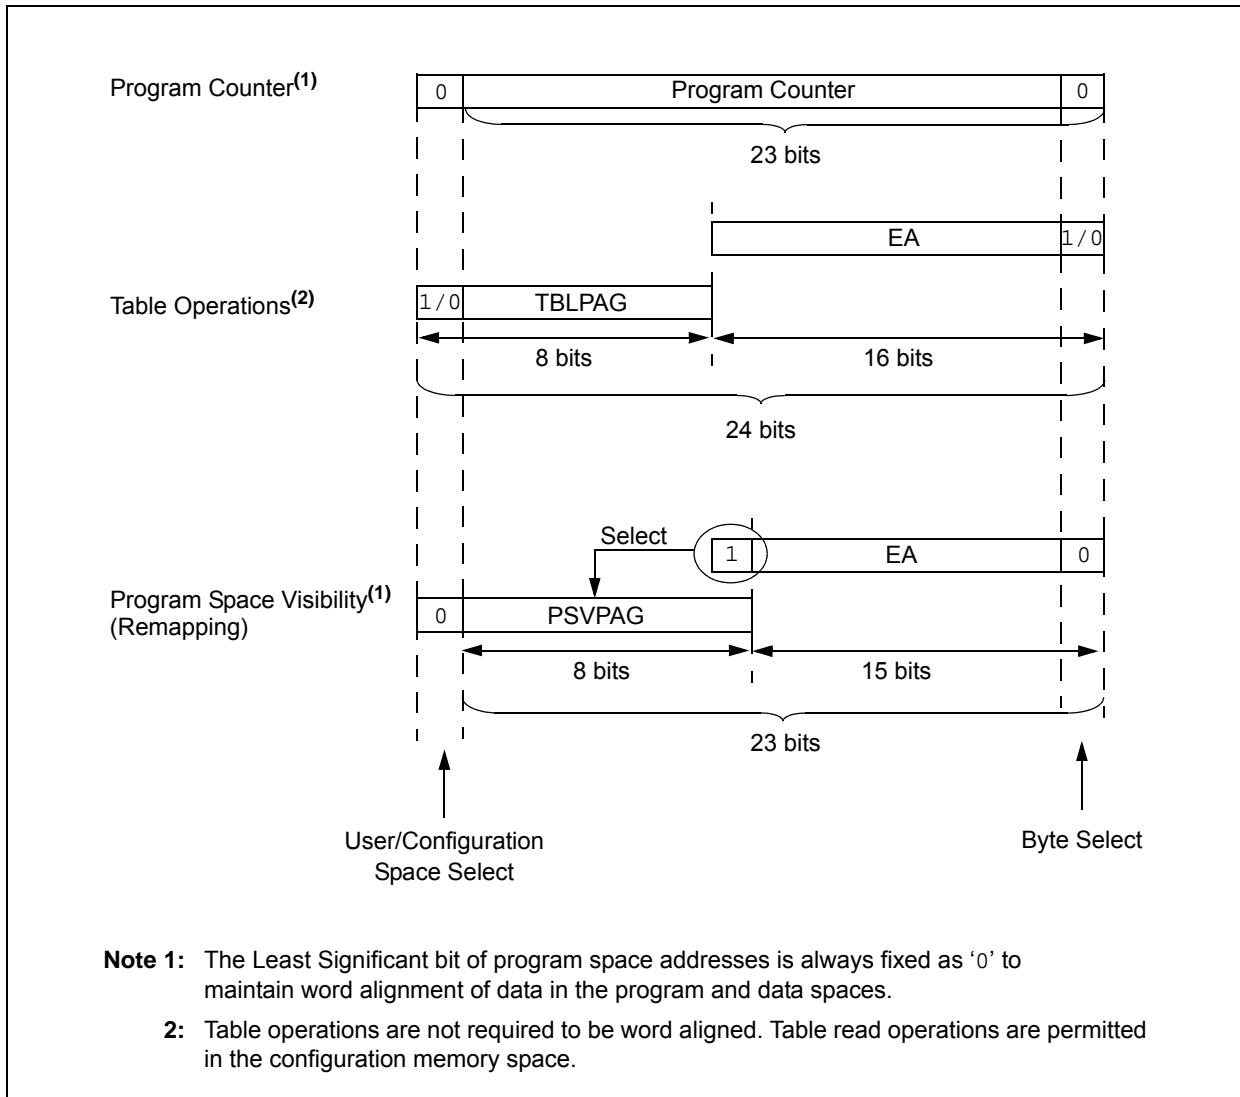 Program Counter(1)
0 Program Counter 0
23 bits
EA 1/0
Table Operations(2)
1/0 TBLPAG
8 bits 16 bits
24 bits
Select
1 EA 0
Program Space Visibility(1)
(Remapping)
0 PSVPAG
8 bits 15 bits
23 bits
User/Configuration
Space Select
Byte Select
Note 1: The Least Significant bit of program space addresses is always fixed as ‘0’ to
maintain word alignment of data in the program and data spaces.
2: Table operations are not required to be word aligned. Table read operations are permitted
in the configuration memory space.